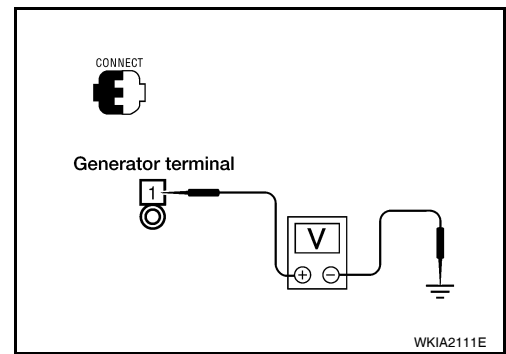 CONNECT
Generator terminal
1
V
+ −
WKIA2111E